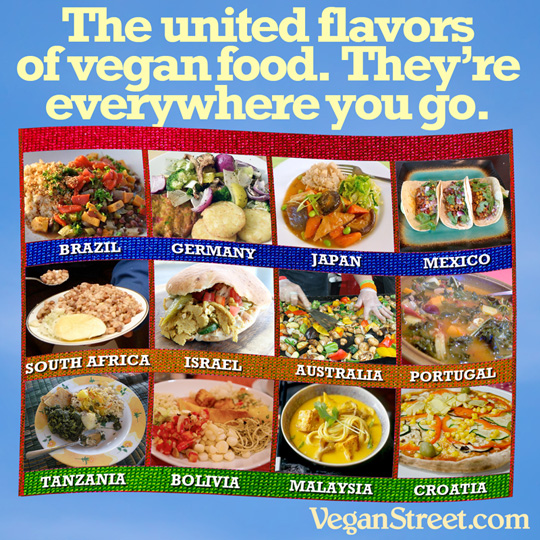 The united flavors
of vegan food. They're
everywhere you go.
BRAZIL
GERMANY
JAPAN
MEXICO
SOUTH AFRICA
ISRAEL
AUSTRALIA
PORTUGAL
TANZANIA
BOLIVIA
MALAYSIA
CROATIA
VeganStreet.com